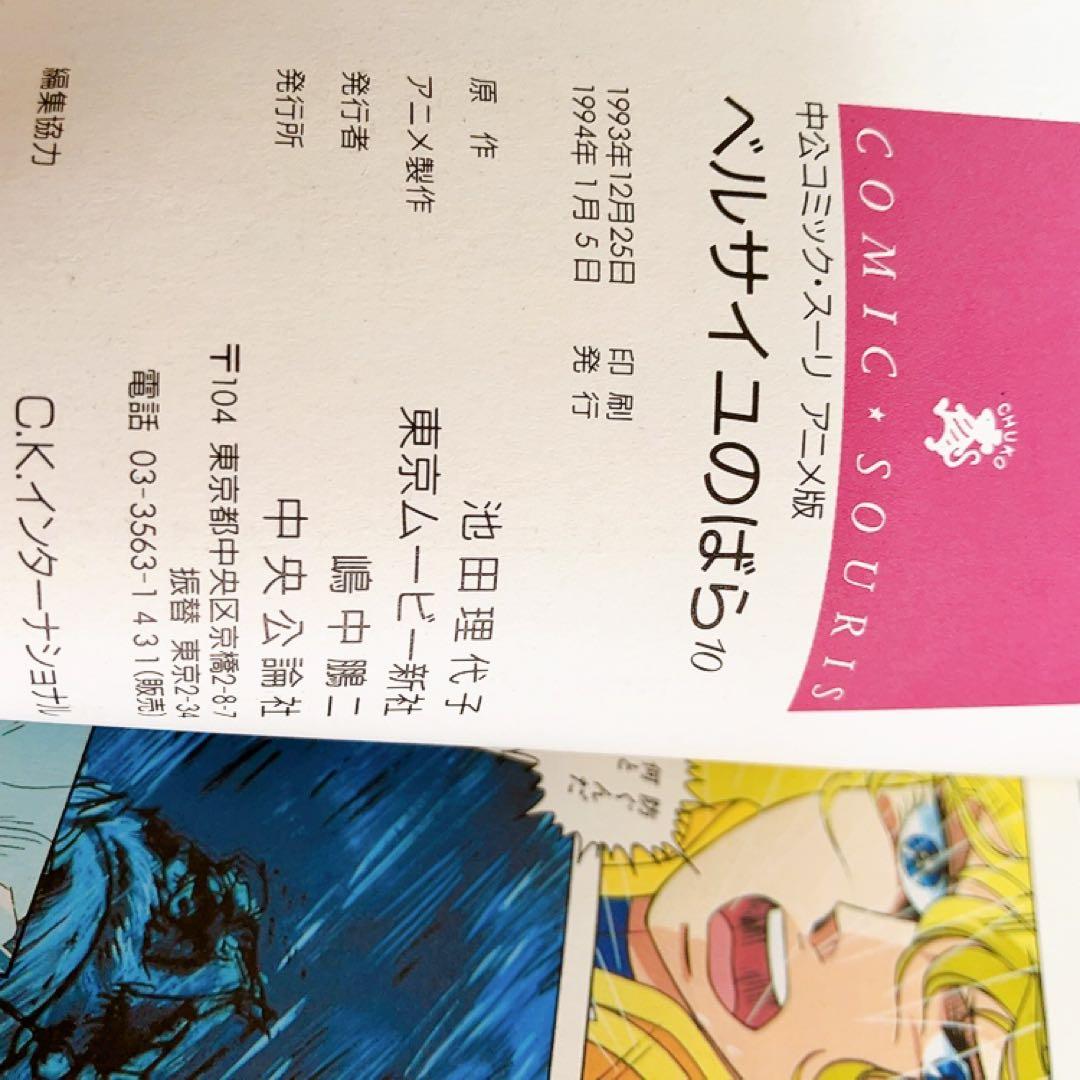 COMIC★SOURIS
CHUKO
中公コミック・スーリ アニメ版
ベルサイユのばら10
1993年12月25日 印刷
1994年1月5日 発行
原作 池田理代子
アニメ製作 東京ムービー新社
発行者 嶋中鵬二
発行所 中央公論社
〒104 東京都中央区京橋2-8-7
振替 東京2-34
電話 03-3563-1431(販売)
編集協力 C.K.インターナショナル
何と
防ぐんだ